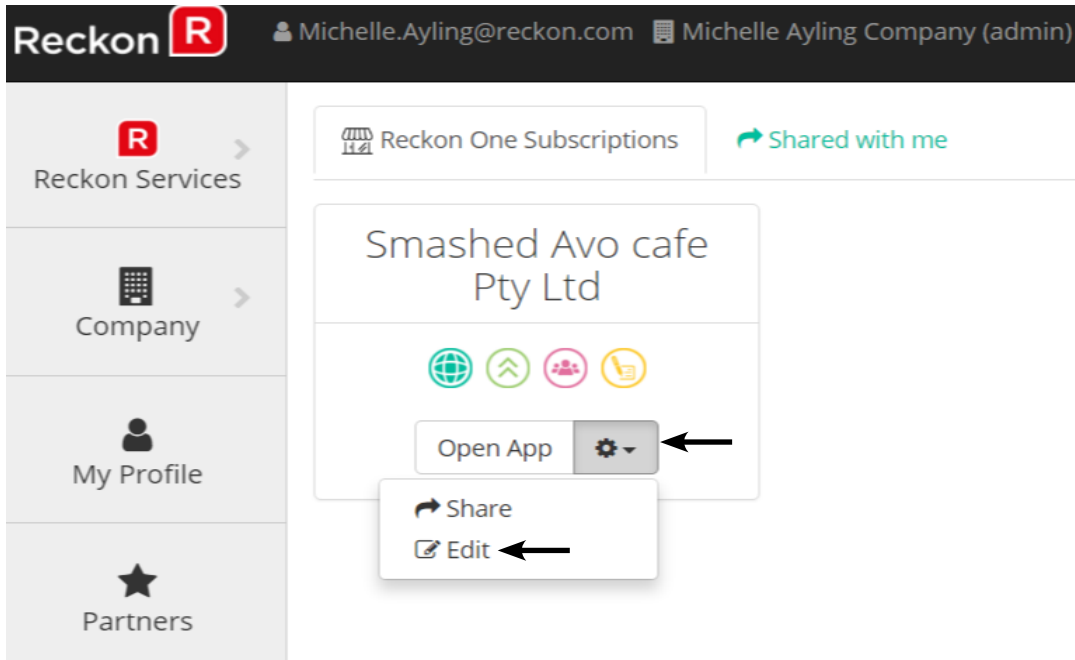 Reckon R
Michelle.Ayling@reckon.com Michelle Ayling Company (admin)
R
Reckon Services
Company
My Profile
Partners
Reckon One Subscriptions
Shared with me
Smashed Avo cafe
Pty Ltd
Open App
Share
Edit